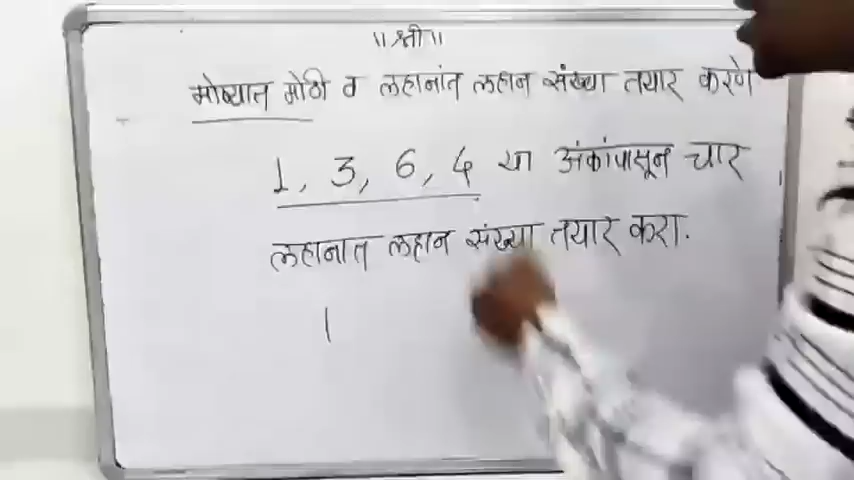 ॥ श्री ॥
मोठ्यात मोठी व लहानांत लहान संख्या तयार करणे
1, 3, 6, 4 या अंकांपासून चार
लहानात लहान संख्या तयार करा.
1